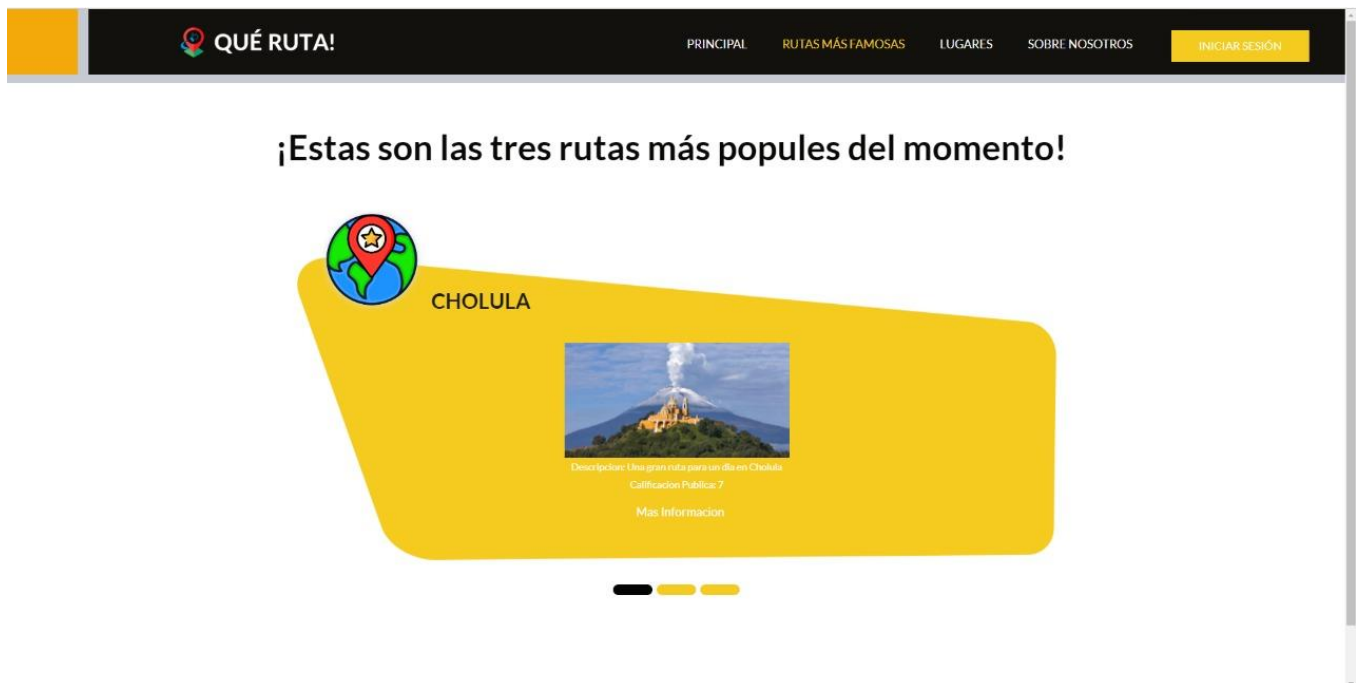 QUÉ RUTA!
PRINCIPAL RUTAS MÁS FAMOSAS LUGARES SOBRE NOSOTROS INICIAR SESIÓN
¡Estas son las tres rutas más popules del momento!
CHOLULA
Descripcion: Una gran ruta para un dia en Cholula
Calificacion Publica: 7
Mas Informacion